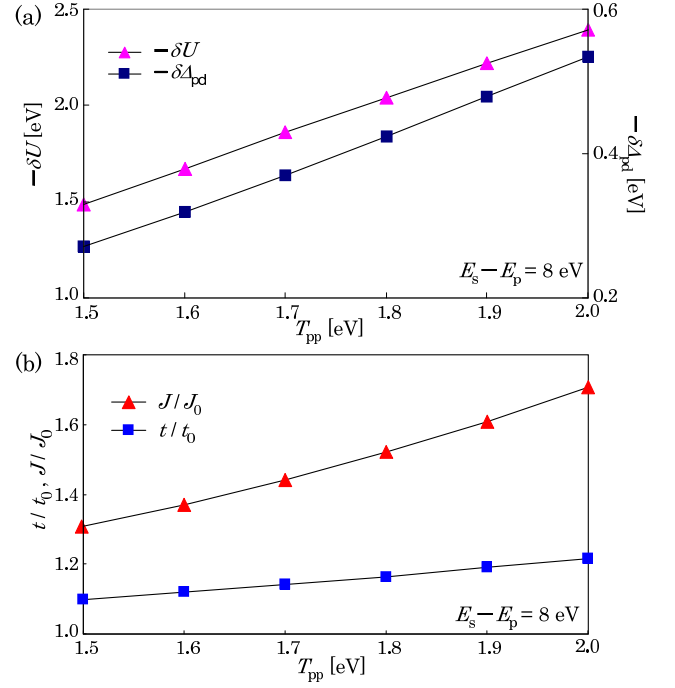 (a)
2.5
2.0
1.5
1.0
−δU [eV]
−δU
−δΔpd
0.6
0.4
0.2
−δΔpd [eV]
Es − Ep = 8 eV
1.5 1.6 1.7 1.8 1.9 2.0
Tpp [eV]
(b)
1.8
1.6
1.4
1.2
1.0
t / t0 , J / J0
J / J0
t / t0
Es − Ep = 8 eV
1.5 1.6 1.7 1.8 1.9 2.0
Tpp [eV]